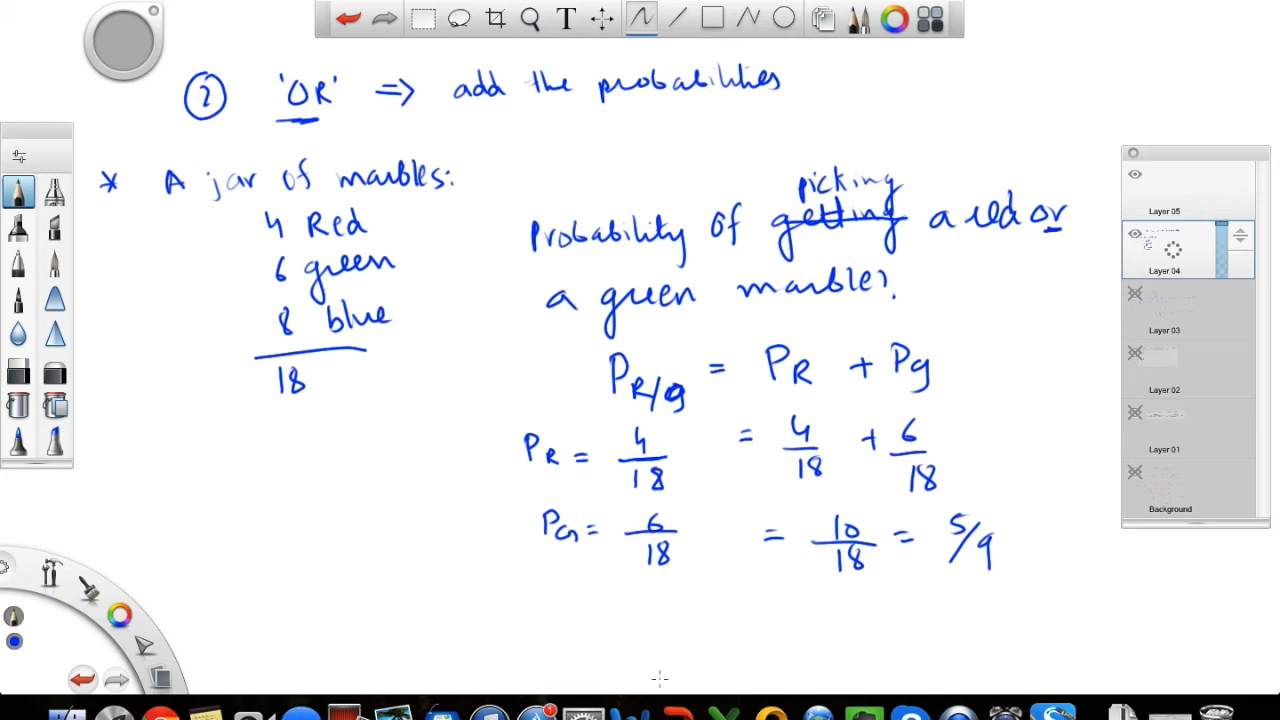 ② 'OR' => add the probabilities
* A jar of marbles:
4 Red
6 green
8 blue
18
picking
Probability of getting a red or
a green marble?
P R/g = PR + Pg
PR = 4/18 = 4/18 + 6/18
PG = 6/18 = 10/18 = 5/9
Layer 05
Layer 04
Layer 03
Layer 02
Layer 01
Background
T
1